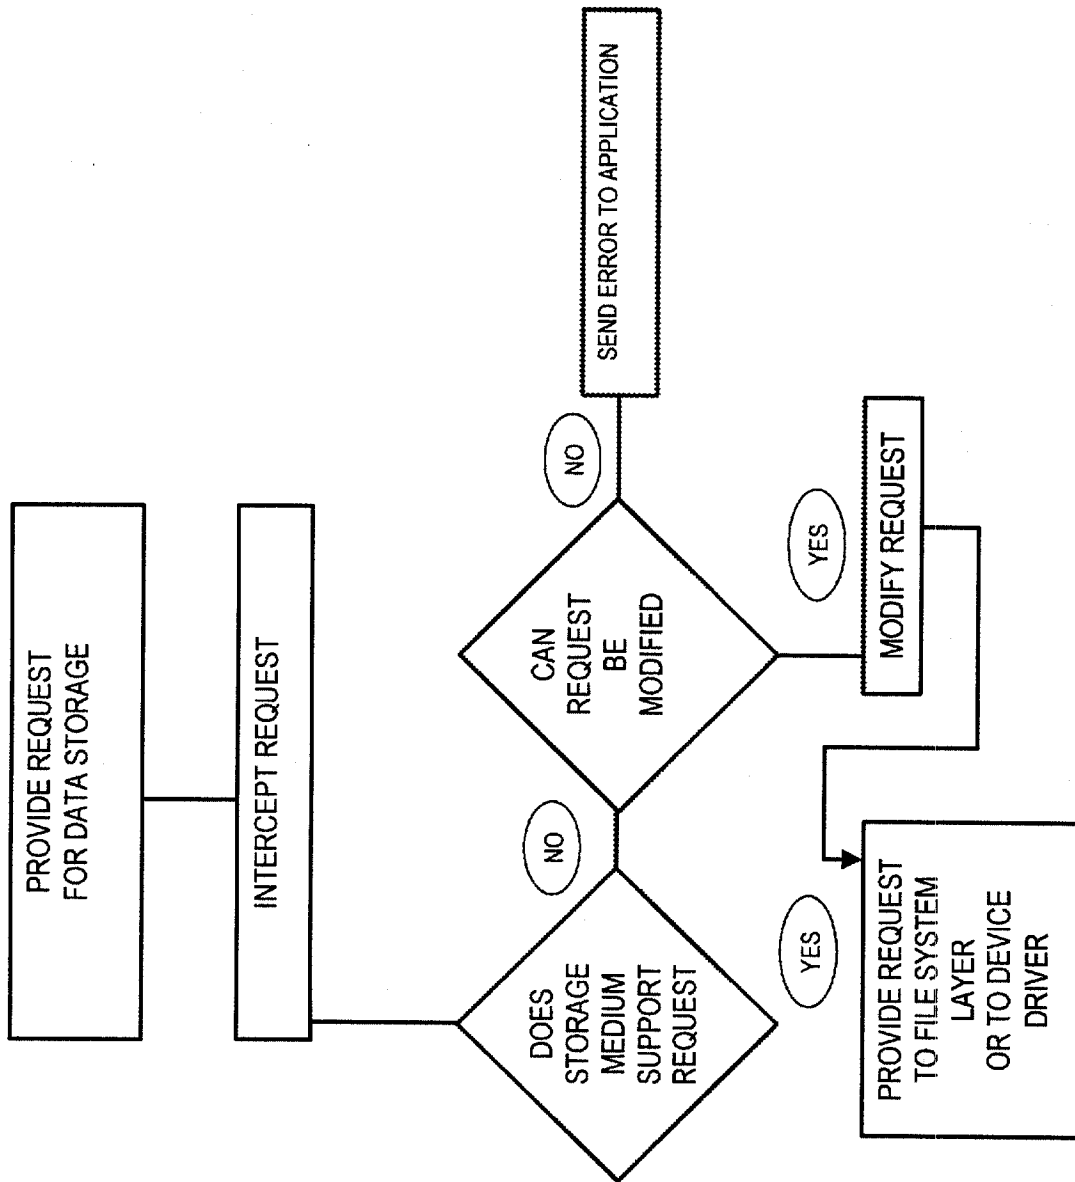 PROVIDE REQUEST
FOR DATA STORAGE
INTERCEPT REQUEST
DOES
STORAGE
MEDIUM
SUPPORT
REQUEST
NO
CAN
REQUEST
BE
MODIFIED
NO
SEND ERROR TO APPLICATION
YES
PROVIDE REQUEST
TO FILE SYSTEM
LAYER
OR TO DEVICE
DRIVER
YES
MODIFY REQUEST